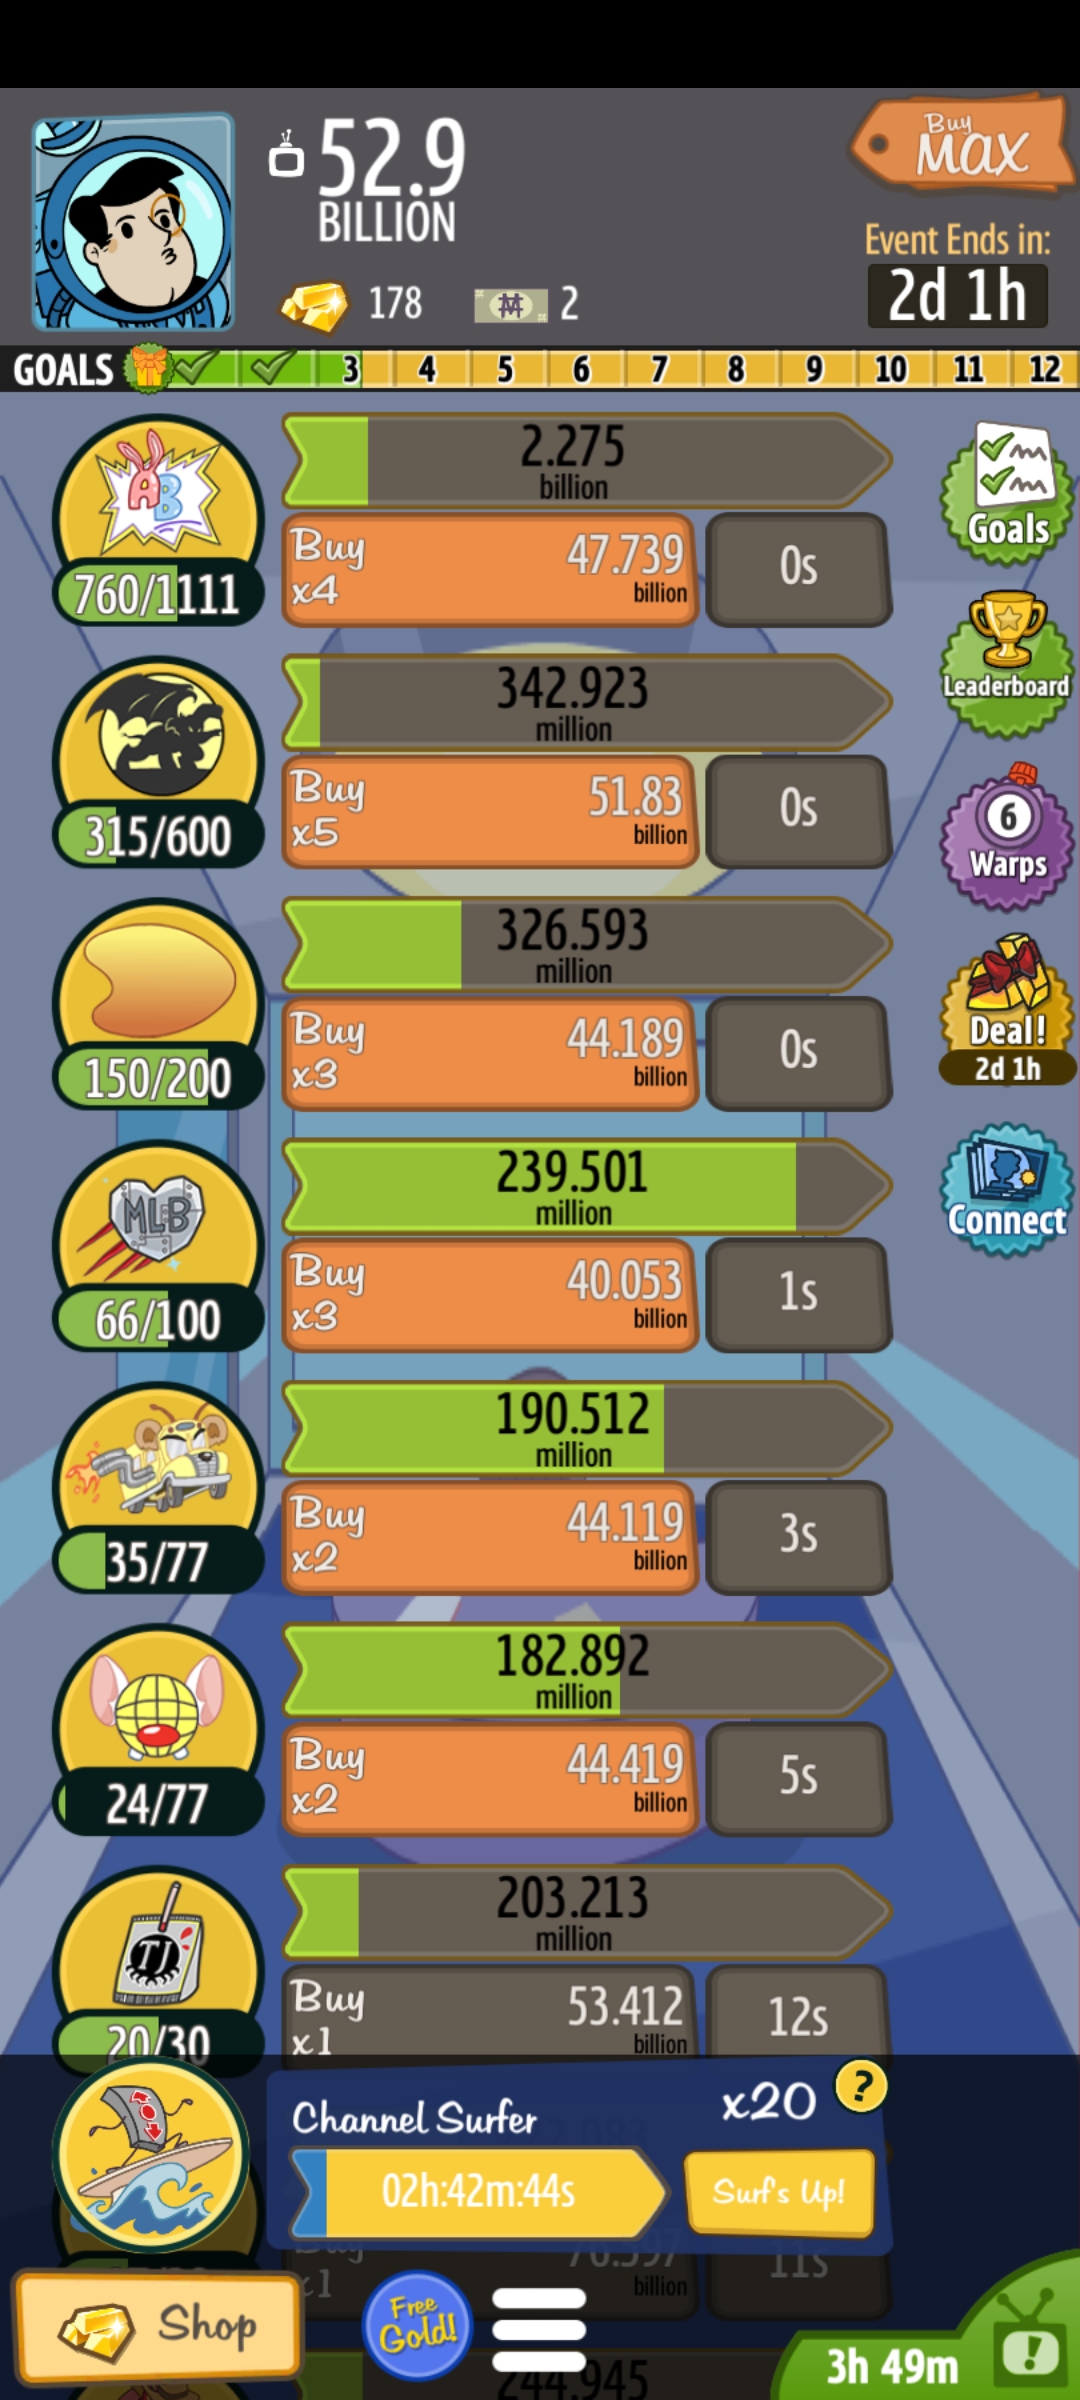 52.9
BILLION
Buy
MAX
Event Ends in:
2d 1h
178
2
GOALS
3 4 5 6 7 8 9 10 11 12
AB
2.275
billion
760/1111
Buy
x4
47.739
billion
0s
Goals
342.923
million
315/600
Buy
x5
51.83
billion
0s
Leaderboard
6
Warps
326.593
million
150/200
Buy
x3
44.189
billion
0s
Deal!
2d 1h
MLB
239.501
million
66/100
Buy
x3
40.053
billion
1s
Connect
190.512
million
35/77
Buy
x2
44.119
billion
3s
182.892
million
24/77
Buy
x2
44.419
billion
5s
TJ
203.213
million
20/30
Buy
x1
53.412
billion
12s
Channel Surfer
x20
?
02h:42m:44s
Surf's Up!
Buy
x1
76.597
billion
11s
Shop
Free
Gold!
244.945
3h 49m
!